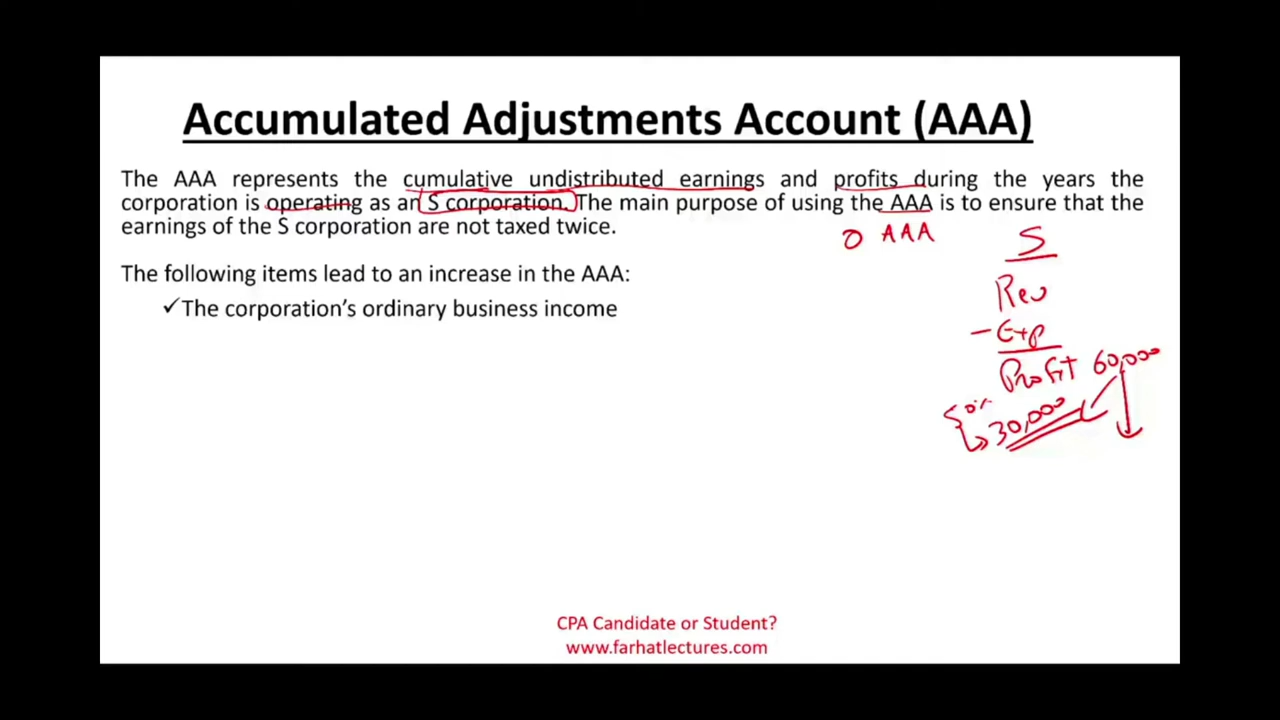 Accumulated Adjustments Account (AAA)
The AAA represents the cumulative undistributed earnings and profits during the years the
corporation is operating as an S corporation. The main purpose of using the AAA is to ensure that the
earnings of the S corporation are not taxed twice.
0 AAA
S
The following items lead to an increase in the AAA:
Rev
✓The corporation's ordinary business income
- Exp
Profit 60,000
50%
30,000
CPA Candidate or Student?
www.farhatlectures.com